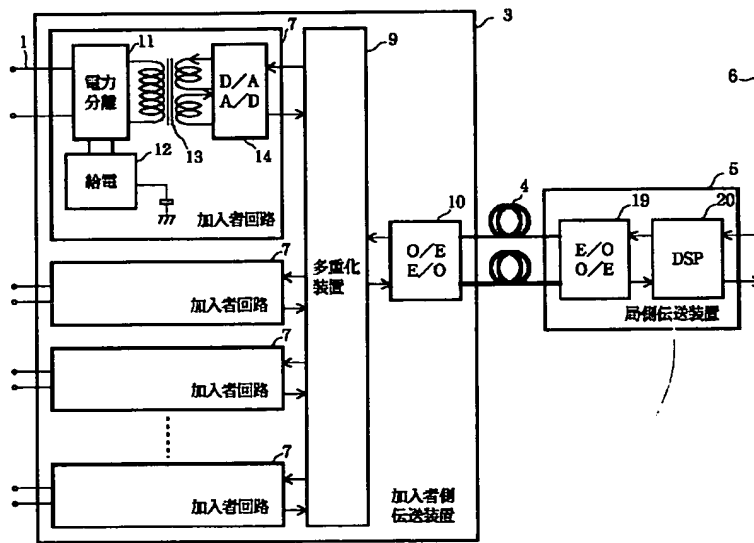 3
7
9
1
11
電力
分離
D/A
A/D
13
14
12
給電
加入者回路
6
5
4
10
19
20
O/E
E/O
E/O
O/E
DSP
局側伝送装置
多重化
装置
7
加入者回路
7
加入者回路
7
加入者回路
加入者側
伝送装置